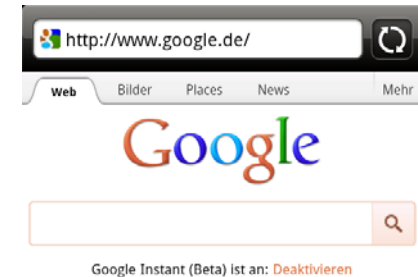 http://www.google.de/
Web Bilder Places News Mehr
Google
Google Instant (Beta) ist an: Deaktivieren